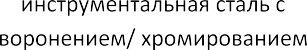 инструментальная сталь с
воронением/ хромированием